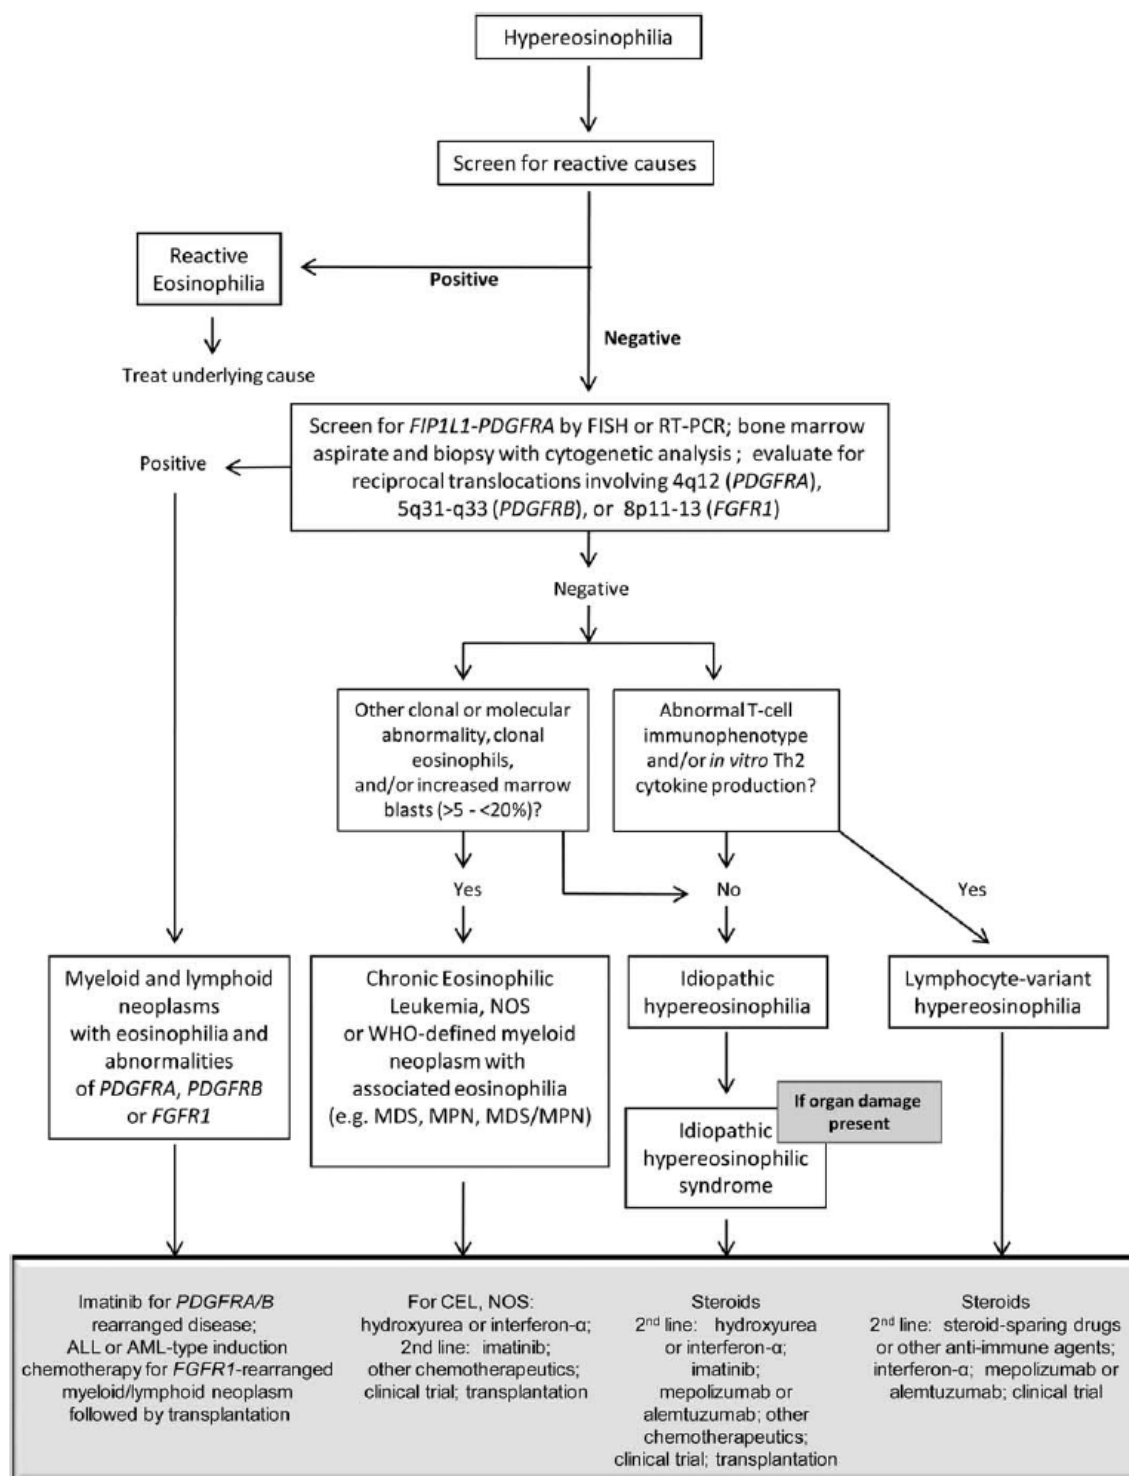 Hypereosinophilia
Screen for reactive causes
Reactive
Eosinophilia
Positive
Negative
Treat underlying cause
Screen for FIP1L1-PDGFRA by FISH or RT-PCR; bone marrow
aspirate and biopsy with cytogenetic analysis ; evaluate for
reciprocal translocations involving 4q12 (PDGFRA),
5q31-q33 (PDGFRB), or 8p11-13 (FGFR1)
Positive
Negative
Other clonal or molecular
abnormality, clonal
eosinophils,
and/or increased marrow
blasts (>5 - <20%)?
Abnormal T-cell
immunophenotype
and/or in vitro Th2
cytokine production?
Yes
No
Yes
Myeloid and lymphoid
neoplasms
with eosinophilia and
abnormalities
of PDGFRA, PDGFRB
or FGFR1
Chronic Eosinophilic
Leukemia, NOS
or WHO-defined myeloid
neoplasm with
associated eosinophilia
(e.g. MDS, MPN, MDS/MPN)
Idiopathic
hypereosinophilia
Lymphocyte-variant
hypereosinophilia
If organ damage
present
Idiopathic
hypereosinophilic
syndrome
Imatinib for PDGFRA/B
rearranged disease;
ALL or AML-type induction
chemotherapy for FGFR1-rearranged
myeloid/lymphoid neoplasm
followed by transplantation
For CEL, NOS:
hydroxyurea or interferon-α;
2nd line: imatinib;
other chemotherapeutics;
clinical trial; transplantation
Steroids
2nd line: hydroxyurea
or interferon-α;
imatinib;
mepolizumab or
alemtuzumab; other
chemotherapeutics;
clinical trial; transplantation
Steroids
2nd line: steroid-sparing drugs
or other anti-immune agents;
interferon-α; mepolizumab or
alemtuzumab; clinical trial